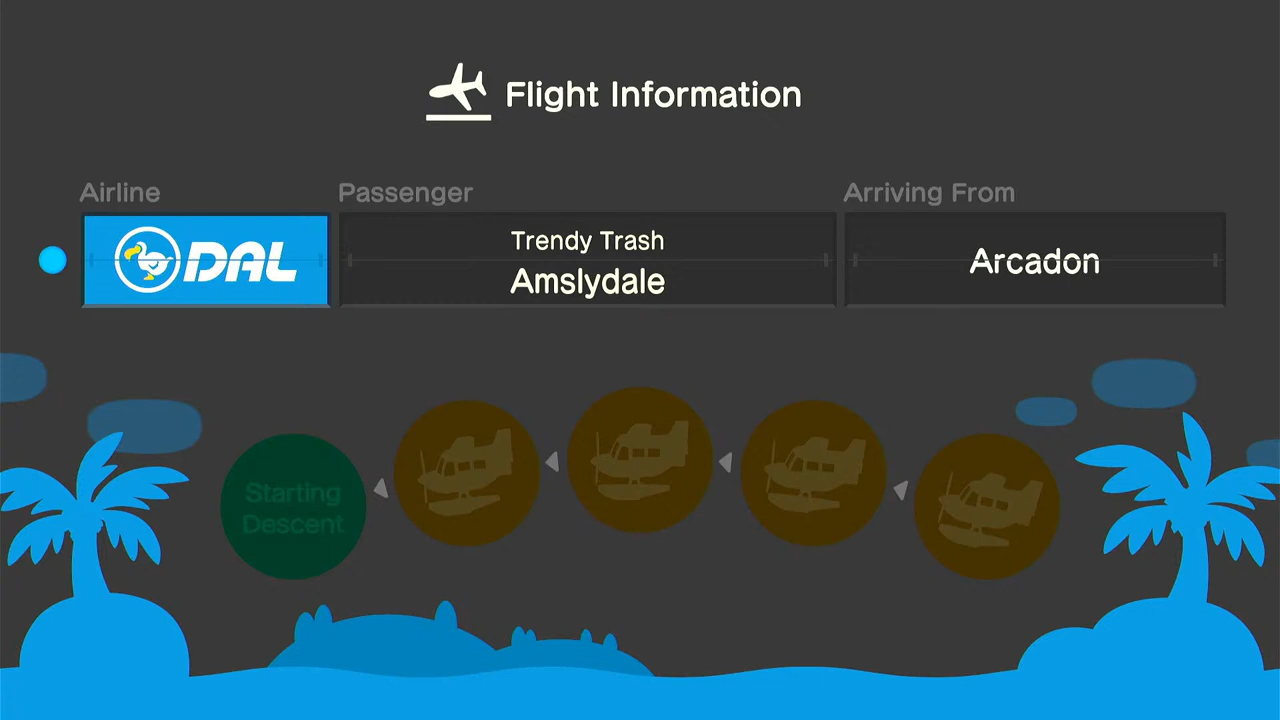 Flight Information
Airline
Passenger
Arriving From
DAL
Trendy Trash
Amslydale
Arcadon
Starting
Descent